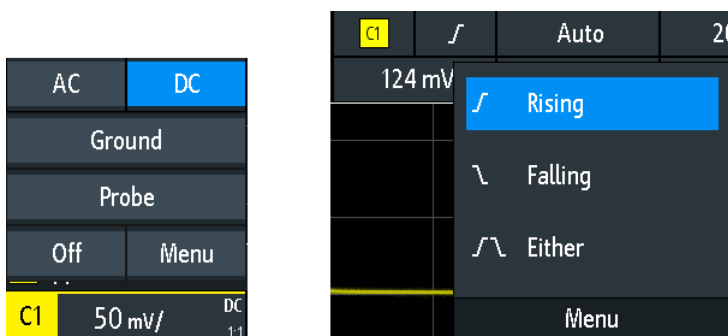 AC DC
Ground
Probe
Off Menu
C1 50 mV/ DC
1:1
C1 Auto
124 mV
Rising
Falling
Either
Menu